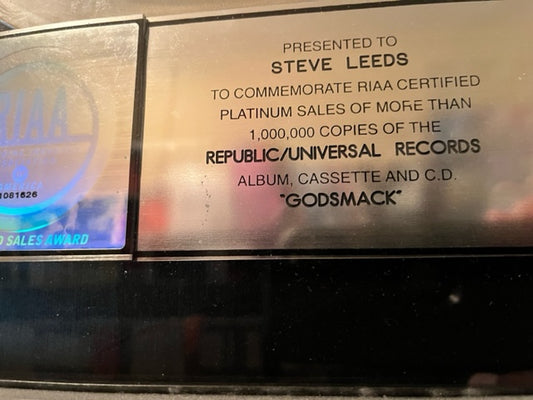 PRESENTED TO
STEVE LEEDS
TO COMMEMORATE RIAA CERTIFIED
PLATINUM SALES OF MORE THAN
1,000,000 COPIES OF THE
REPUBLIC/UNIVERSAL RECORDS
ALBUM, CASSETTE AND C.D.
"GODSMACK"
RIAA
1081626
SALES AWARD